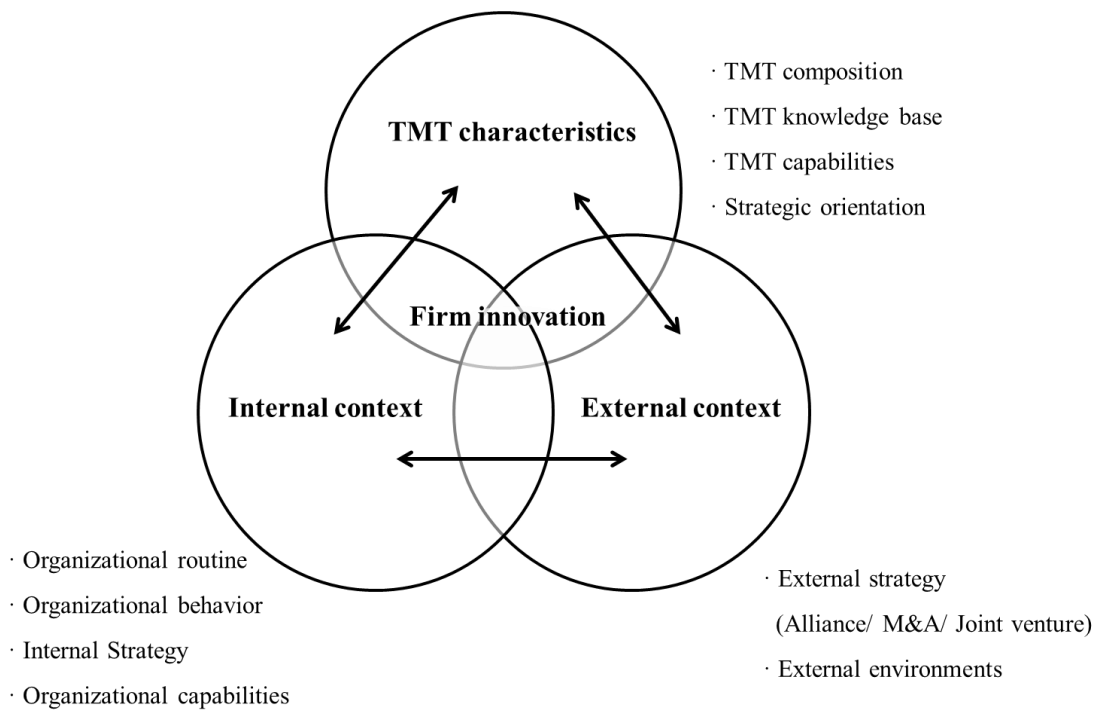 TMT characteristics
· TMT composition
· TMT knowledge base
· TMT capabilities
· Strategic orientation
Firm innovation
Internal context
External context
· Organizational routine
· Organizational behavior
· Internal Strategy
· Organizational capabilities
· External strategy
(Alliance/ M&A/ Joint venture)
· External environments